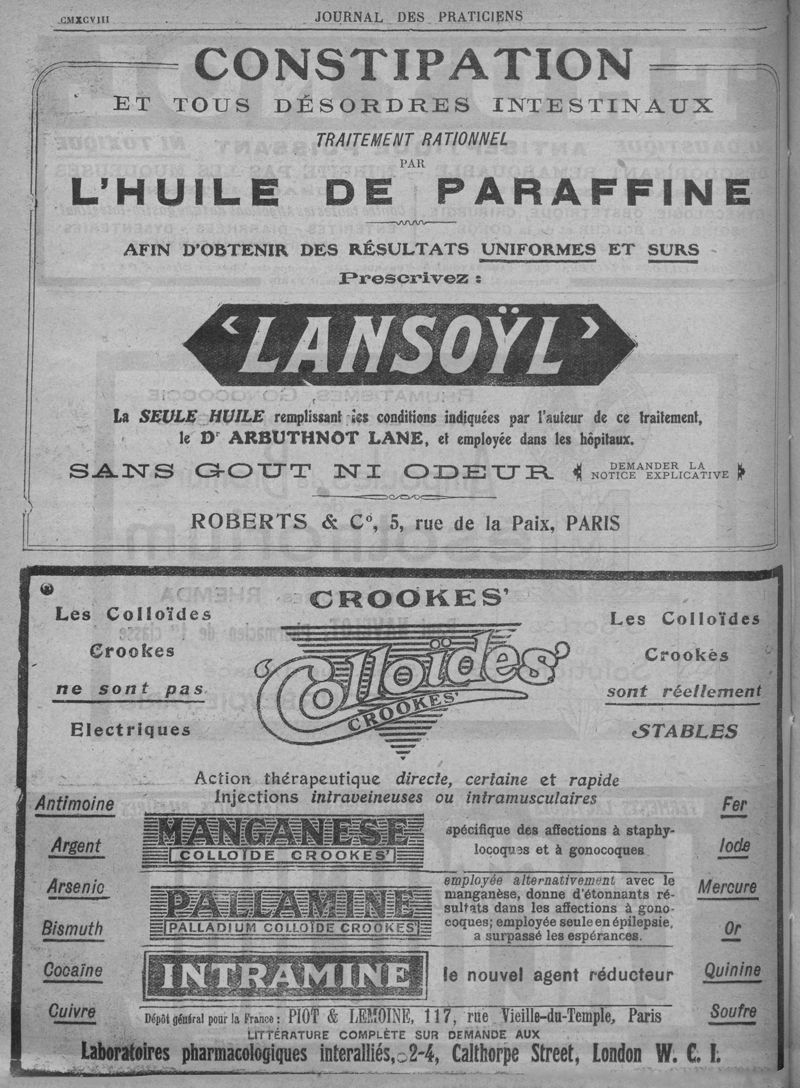 CMXCVIII
JOURNAL DES PRATICIENS
CONSTIPATION
ET TOUS DÉSORDRES INTESTINAUX
TRAITEMENT RATIONNEL
PAR
L'HUILE DE PARAFFINE
AFIN D'OBTENIR DES RÉSULTATS UNIFORMES ET SURS
Prescrivez :
‘LANSOŸL’
La SEULE HUILE remplissant les conditions indiquées par l'auteur de ce traitement,
le Dr ARBUTHNOT LANE, et employée dans les hôpitaux.
SANS GOUT NI ODEUR
DEMANDER LA
NOTICE EXPLICATIVE
ROBERTS & Co, 5, rue de la Paix, PARIS
CROOKES'
Les Colloïdes
Crookes
ne sont pas
Electriques
‘Colloïdes’
CROOKES'
Les Colloïdes
Crookes
sont réellement
STABLES
Action thérapeutique directe, certaine et rapide
Injections intraveineuses ou intramusculaires
Antimoine
Argent
Arsenic
Bismuth
Cocaïne
Cuivre
MANGANESE
[COLLOÏDE CROOKES']
spécifique des affections à staphy-
locoques et à gonocoques
PALLAMINE
[PALLADIUM COLLOÏDE CROOKES']
employée alternativement avec le
manganèse, donne d'étonnants ré-
sultats dans les affections à gono-
coques; employée seule en épilepsie,
a surpassé les espérances.
INTRAMINE
le nouvel agent réducteur
Fer
Iode
Mercure
Or
Quinine
Soufre
Dépôt général pour la France : PIOT & LEMOINE, 117, rue Vieille-du-Temple, Paris
LITTÉRATURE COMPLÈTE SUR DEMANDE AUX
Laboratoires pharmacologiques interalliés, 2-4, Calthorpe Street, London W. C. I.